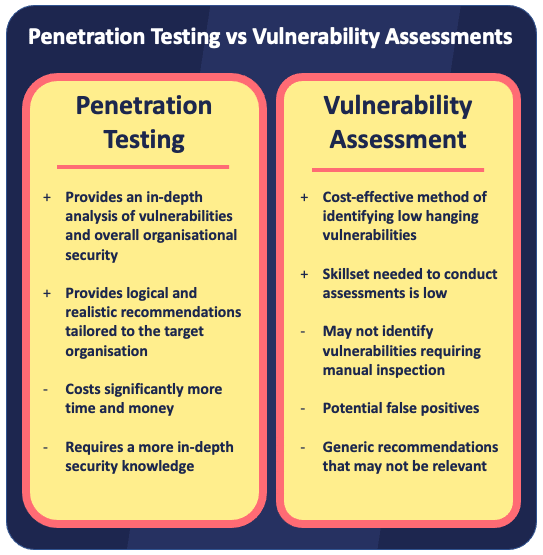 Penetration Testing vs Vulnerability Assessments
Penetration
Testing
+ Provides an in-depth
analysis of vulnerabilities
and overall organisational
security
+ Provides logical and
realistic recommendations
tailored to the target
organisation
- Costs significantly more
time and money
- Requires a more in-depth
security knowledge
Vulnerability
Assessment
+ Cost-effective method of
identifying low hanging
vulnerabilities
+ Skillset needed to conduct
assessments is low
- May not identify
vulnerabilities requiring
manual inspection
- Potential false positives
- Generic recommendations
that may not be relevant